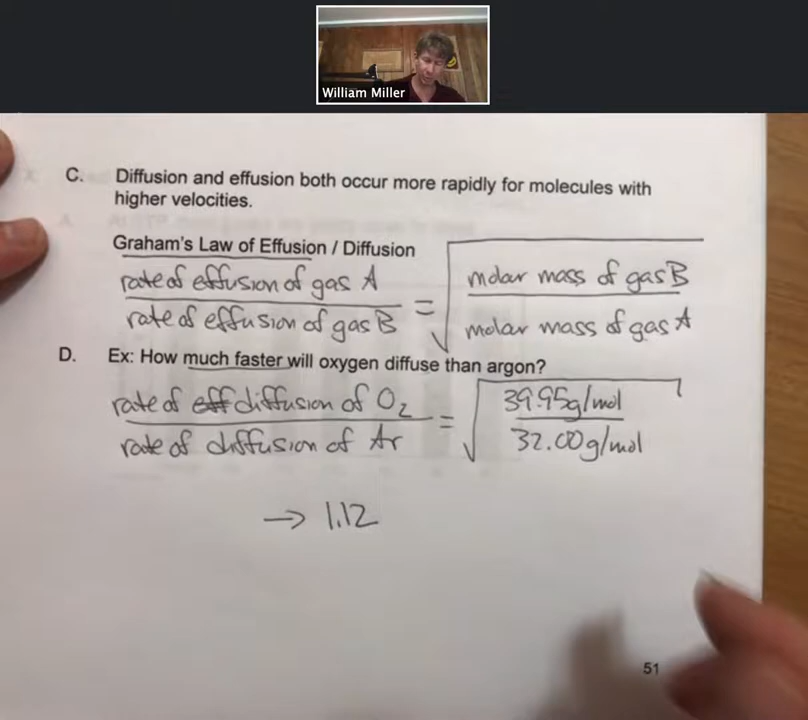 William Miller
C. Diffusion and effusion both occur more rapidly for molecules with
higher velocities.
Graham's Law of Effusion / Diffusion
rate of effusion of gas A
rate of effusion of gas B
=
molar mass of gas B
molar mass of gas A
D. Ex: How much faster will oxygen diffuse than argon?
rate of eff diffusion of O₂
rate of diffusion of Ar
=
39.95g/mol
32.00g/mol
→ 1.12
51